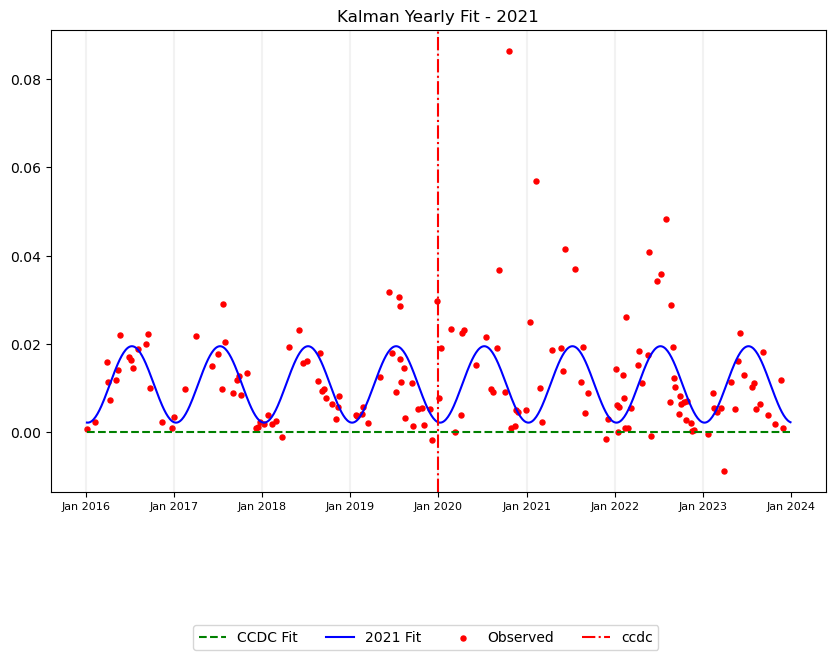 Kalman Yearly Fit - 2021
0.08
0.06
0.04
0.02
0.00
Jan 2016 Jan 2017 Jan 2018 Jan 2019 Jan 2020 Jan 2021 Jan 2022 Jan 2023 Jan 2024
CCDC Fit 2021 Fit Observed ccdc